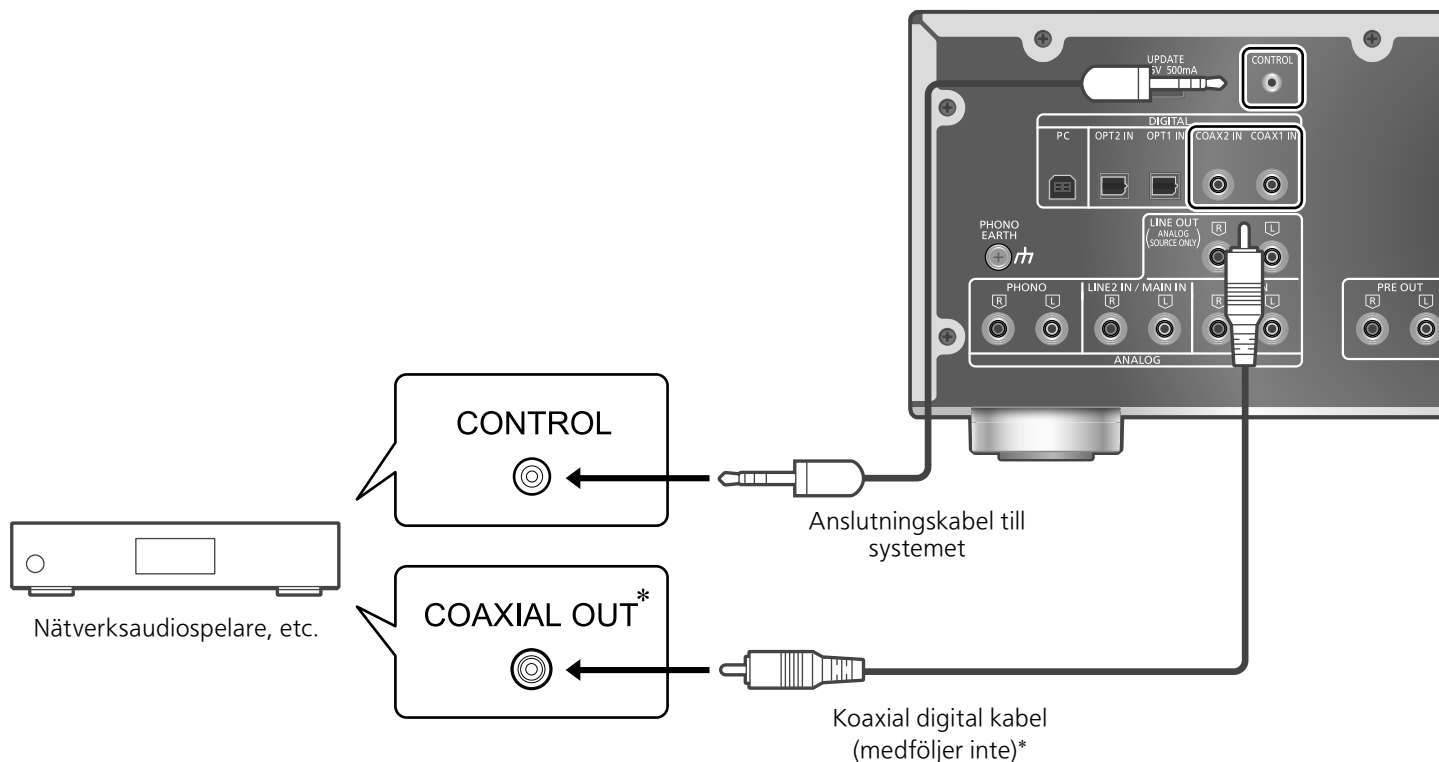 UPDATE
5V 500mA
CONTROL
DIGITAL
PC OPT2 IN OPT1 IN COAX2 IN COAX1 IN
PHONO
EARTH
LINE OUT
(ANALOG
SOURCE ONLY)
R L
PHONO LINE2 IN / MAIN IN
R L R L R L
ANALOG
PRE OUT
R L
CONTROL
Anslutningskabel till
systemet
COAXIAL OUT*
Nätverksaudiospelare, etc.
Koaxial digital kabel
(medföljer inte)*